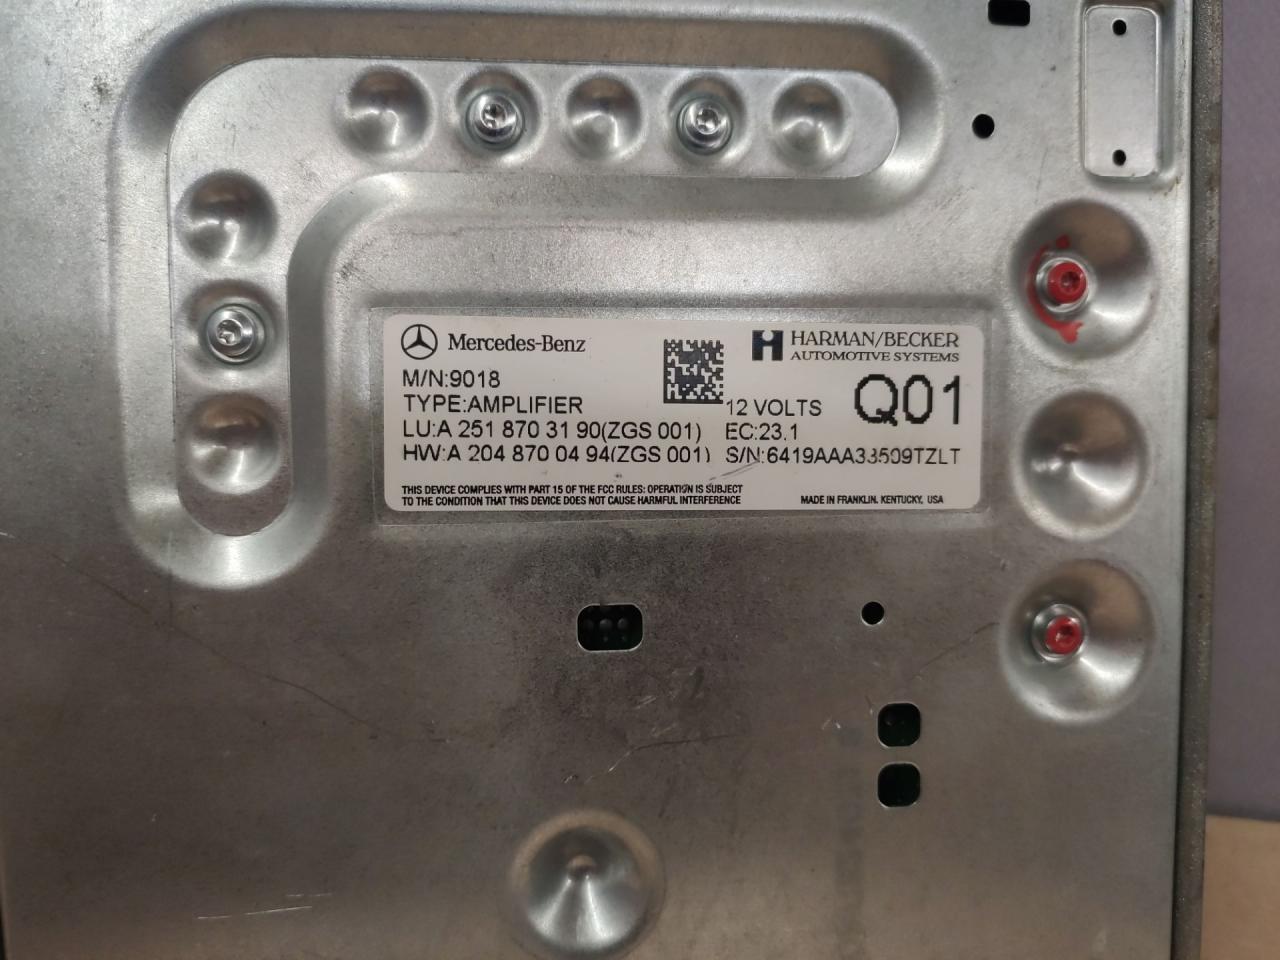 Mercedes-Benz
HARMAN/BECKER
AUTOMOTIVE SYSTEMS
M/N:9018
TYPE:AMPLIFIER
12 VOLTS
Q01
LU:A 251 870 31 90(ZGS 001)
EC:23.1
HW:A 204 870 04 94(ZGS 001)
S/N:6419AAA33509TZLT
THIS DEVICE COMPLIES WITH PART 15 OF THE FCC RULES: OPERATION IS SUBJECT
TO THE CONDITION THAT THIS DEVICE DOES NOT CAUSE HARMFUL INTERFERENCE
MADE IN FRANKLIN, KENTUCKY, USA